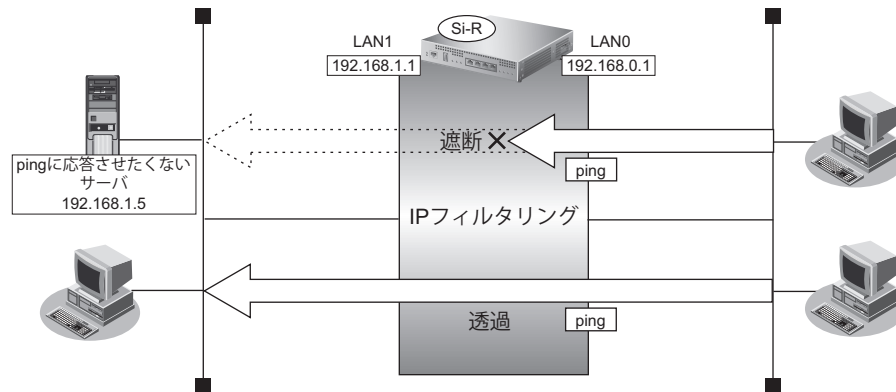 Si-R
LAN1
LAN0
192.168.1.1
192.168.0.1
遮断
ping
pingに応答させたくない
サーバ
192.168.1.5
IPフィルタリング
透過
ping